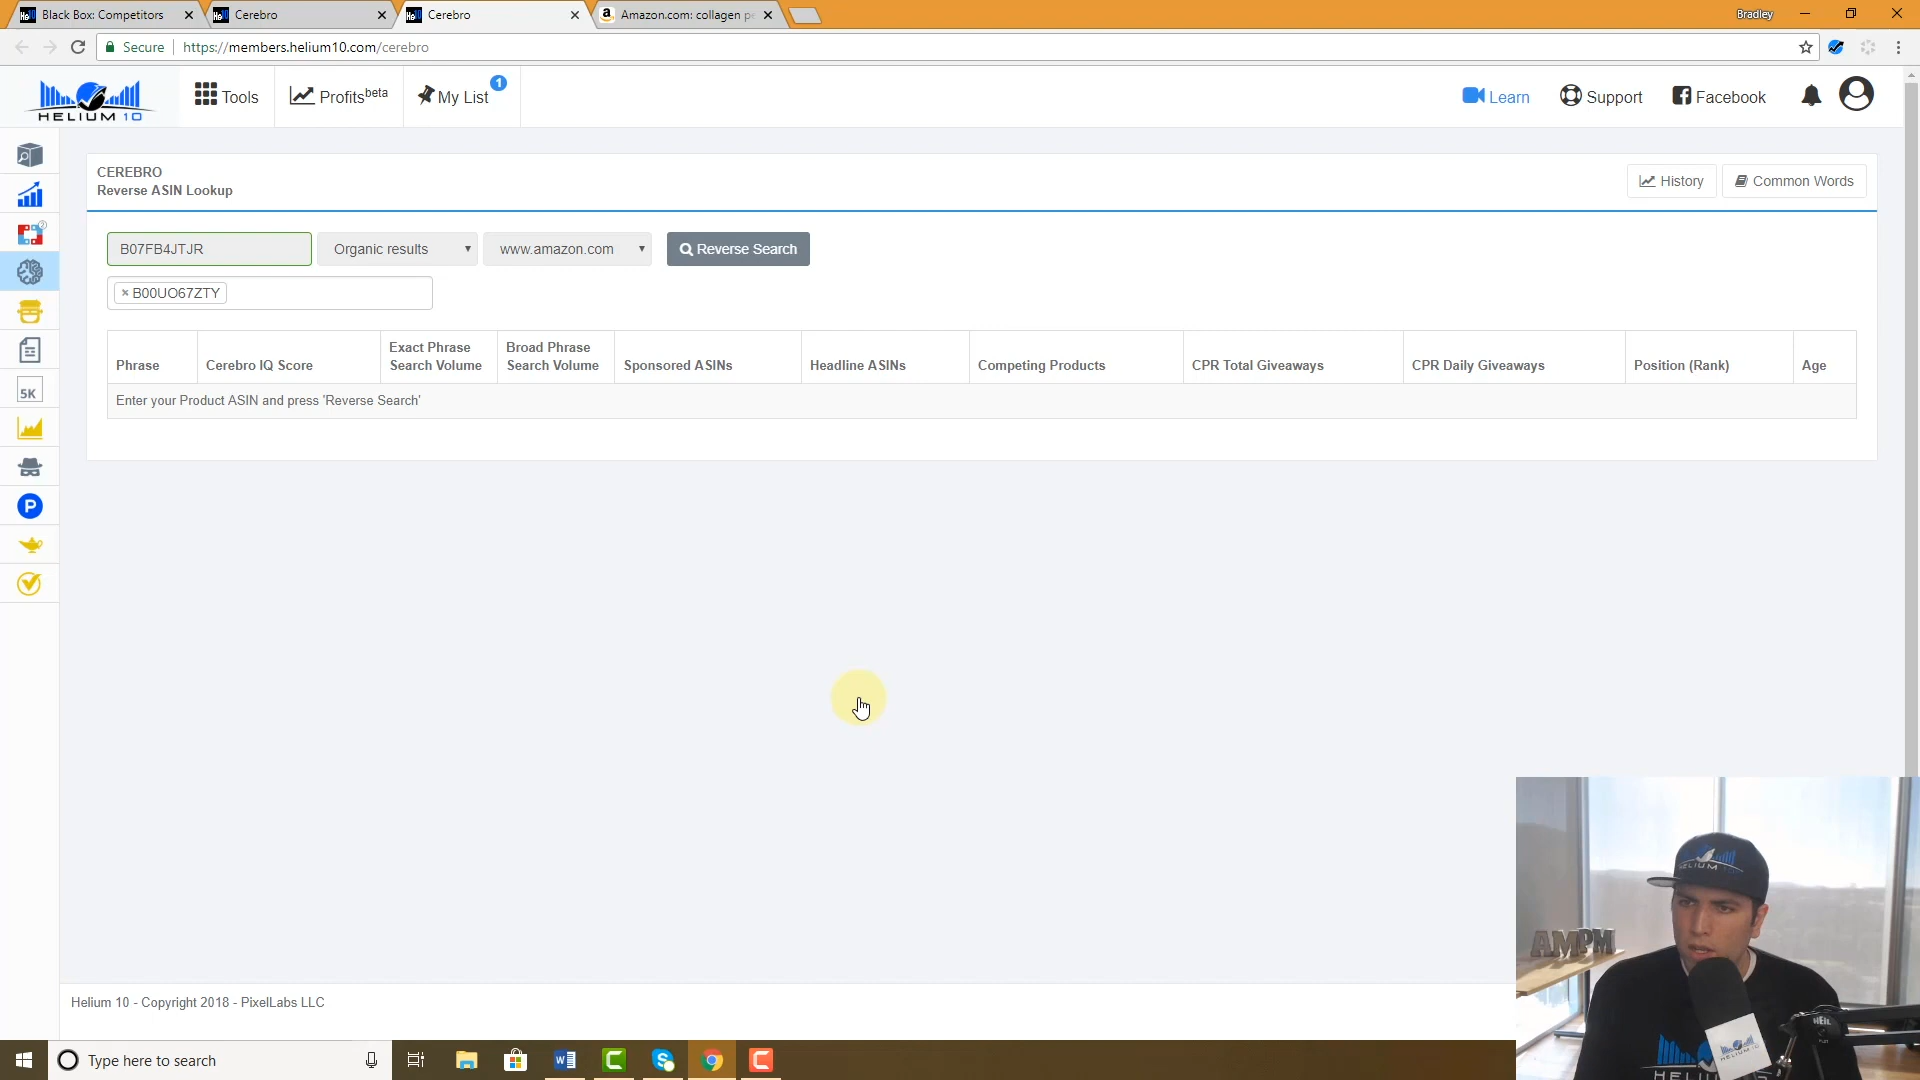 Black Box: Competitors
Cerebro
Cerebro
Amazon.com: collagen pe
Bradley
Secure
https://members.helium10.com/cerebro
HELIUM 10
Tools
Profitsbeta
My List
1
Learn
Support
Facebook
CEREBRO
Reverse ASIN Lookup
History
Common Words
B07FB4JTJR
Organic results
www.amazon.com
Reverse Search
× B00UO67ZTY
Phrase
Cerebro IQ Score
Exact Phrase
Search Volume
Broad Phrase
Search Volume
Sponsored ASINs
Headline ASINs
Competing Products
CPR Total Giveaways
CPR Daily Giveaways
Position (Rank)
Age
Enter your Product ASIN and press 'Reverse Search'
5K
P
Helium 10 - Copyright 2018 - PixelLabs LLC
Type here to search
AMPM
HELIUM 10